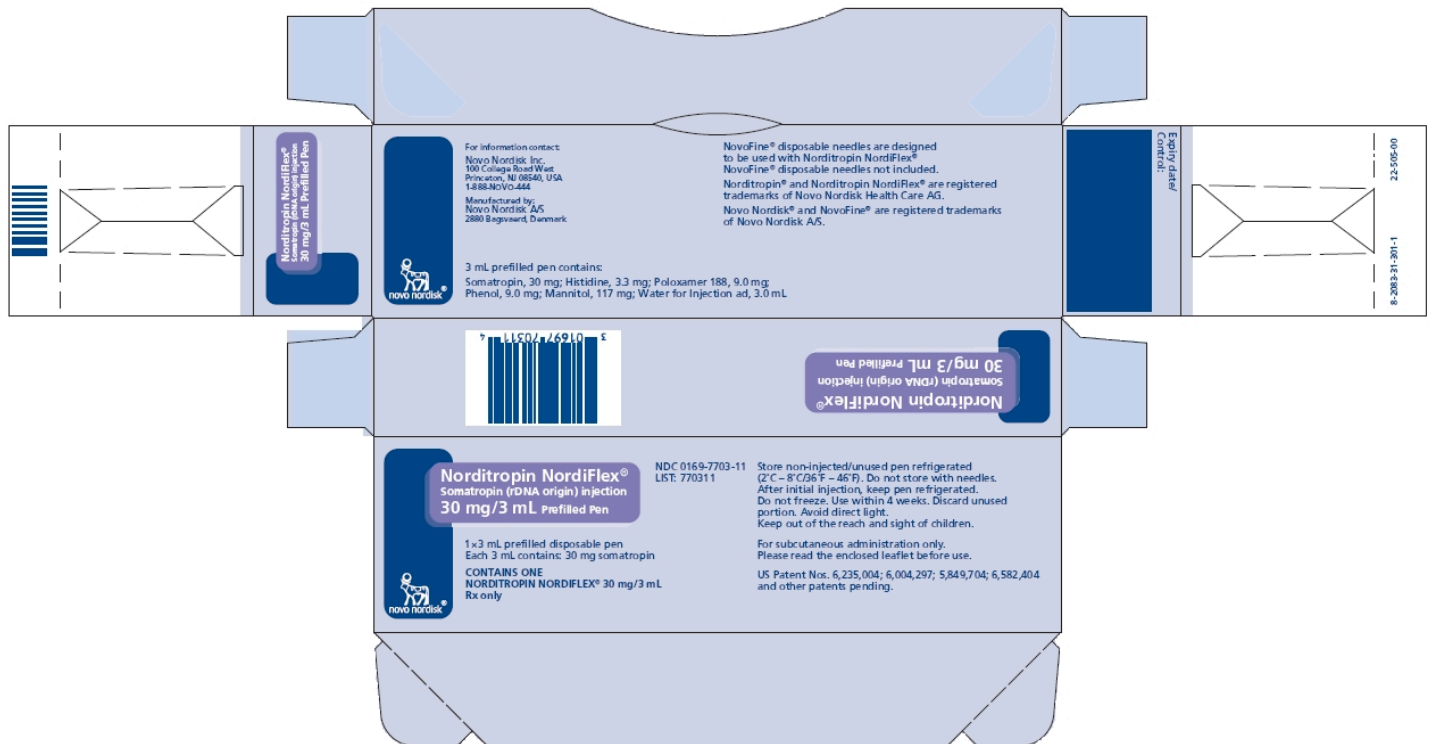 Norditropin NordiFlex®
Somatropin (rDNA origin) injection
30 mg/3 mL Prefilled Pen
For information contact:
Novo Nordisk Inc.
100 College Road West
Princeton, NJ 08540, USA
1-888-NOVO-444
Manufactured by:
Novo Nordisk A/S
2880 Bagsvaerd, Denmark
NovoFine® disposable needles are designed
to be used with Norditropin NordiFlex®
NovoFine® disposable needles not included.
Norditropin® and Norditropin NordiFlex® are registered
trademarks of Novo Nordisk Health Care AG.
Novo Nordisk® and NovoFine® are registered trademarks
of Novo Nordisk A/S.
3 mL prefilled pen contains:
Somatropin, 30 mg; Histidine, 3.3 mg; Poloxamer 188, 9.0 mg;
Phenol, 9.0 mg; Mannitol, 117 mg; Water for Injection ad, 3.0 mL
novo nordisk®
Expiry date/
Control:
22-505-00
8-2083-31-301-1
3 01697 70311 4
Norditropin NordiFlex®
Somatropin (rDNA origin) injection
30 mg/3 mL Prefilled Pen
Norditropin NordiFlex®
Somatropin (rDNA origin) injection
30 mg/3 mL Prefilled Pen
NDC 0169-7703-11
LIST: 770311
1×3 mL prefilled disposable pen
Each 3 mL contains: 30 mg somatropin
CONTAINS ONE
NORDITROPIN NORDIFLEX® 30 mg/3 mL
Rx only
novo nordisk®
Store non-injected/unused pen refrigerated
(2˚C – 8˚C/36˚F – 46˚F). Do not store with needles.
After initial injection, keep pen refrigerated.
Do not freeze. Use within 4 weeks. Discard unused
portion. Avoid direct light.
Keep out of the reach and sight of children.
For subcutaneous administration only.
Please read the enclosed leaflet before use.
US Patent Nos. 6,235,004; 6,004,297; 5,849,704; 6,582,404
and other patents pending.